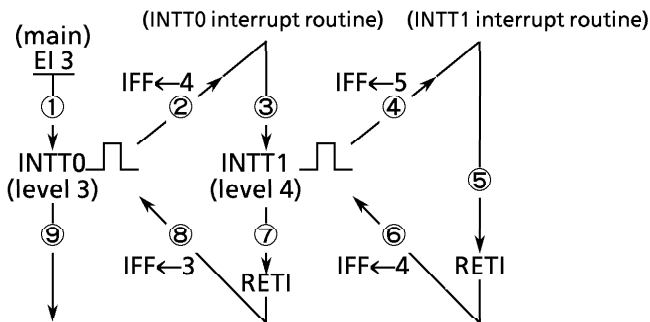 (main)
EI 3
(INTT0 interrupt routine)
(INTT1 interrupt routine)
IFF←4
IFF←5
①
②
③
④
INTT0
(level 3)
INTT1
(level 4)
⑤
⑨
⑧
⑦
⑥
IFF←3
RETI
IFF←4
RETI